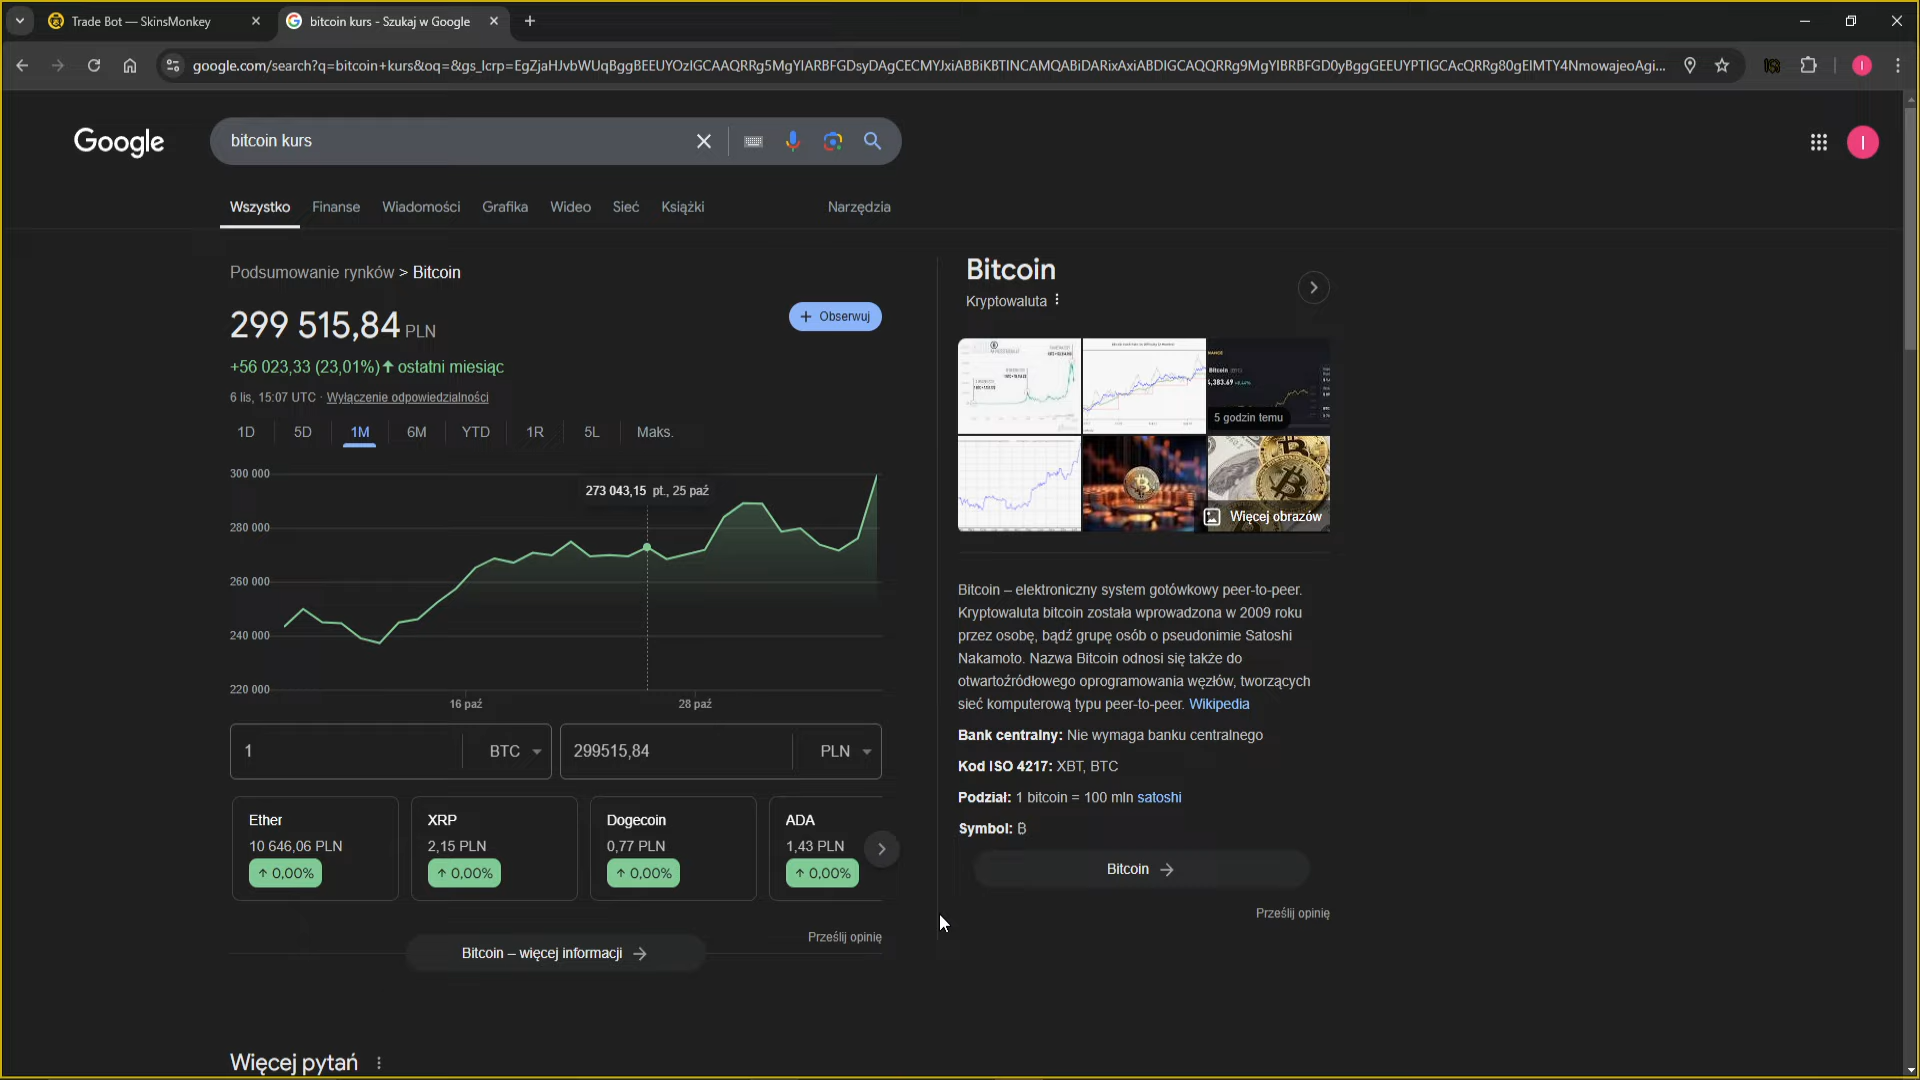 Trade Bot — SkinsMonkey
bitcoin kurs - Szukaj w Google
Google
bitcoin kurs
Wszystko Finanse Wiadomości Grafika Wideo Sieć Książki Narzędzia
Podsumowanie rynków > Bitcoin
299 515,84 PLN
+ Obserwuj
+56 023,33 (23,01%) ↑ ostatni miesiąc
6 lis, 15:07 UTC · Wyłączenie odpowiedzialności
1D 5D 1M 6M YTD 1R 5L Maks.
300 000
280 000
260 000
240 000
220 000
273 043,15 pt., 25 paź
16 paź 28 paź
1 BTC 299515,84 PLN
Ether
10 646,06 PLN
↑ 0,00%
XRP
2,15 PLN
↑ 0,00%
Dogecoin
0,77 PLN
↑ 0,00%
ADA
1,43 PLN
↑ 0,00%
Prześlij opinię
Bitcoin – więcej informacji →
Więcej pytań
Bitcoin
Kryptowaluta
5 godzin temu
Więcej obrazów
Bitcoin – elektroniczny system gotówkowy peer-to-peer.
Kryptowaluta bitcoin została wprowadzona w 2009 roku
przez osobę, bądź grupę osób o pseudonimie Satoshi
Nakamoto. Nazwa Bitcoin odnosi się także do
otwartoźródłowego oprogramowania węzłów, tworzących
sieć komputerową typu peer-to-peer. Wikipedia
Bank centralny: Nie wymaga banku centralnego
Kod ISO 4217: XBT, BTC
Podział: 1 bitcoin = 100 mln satoshi
Symbol: ₿
Bitcoin →
Prześlij opinię